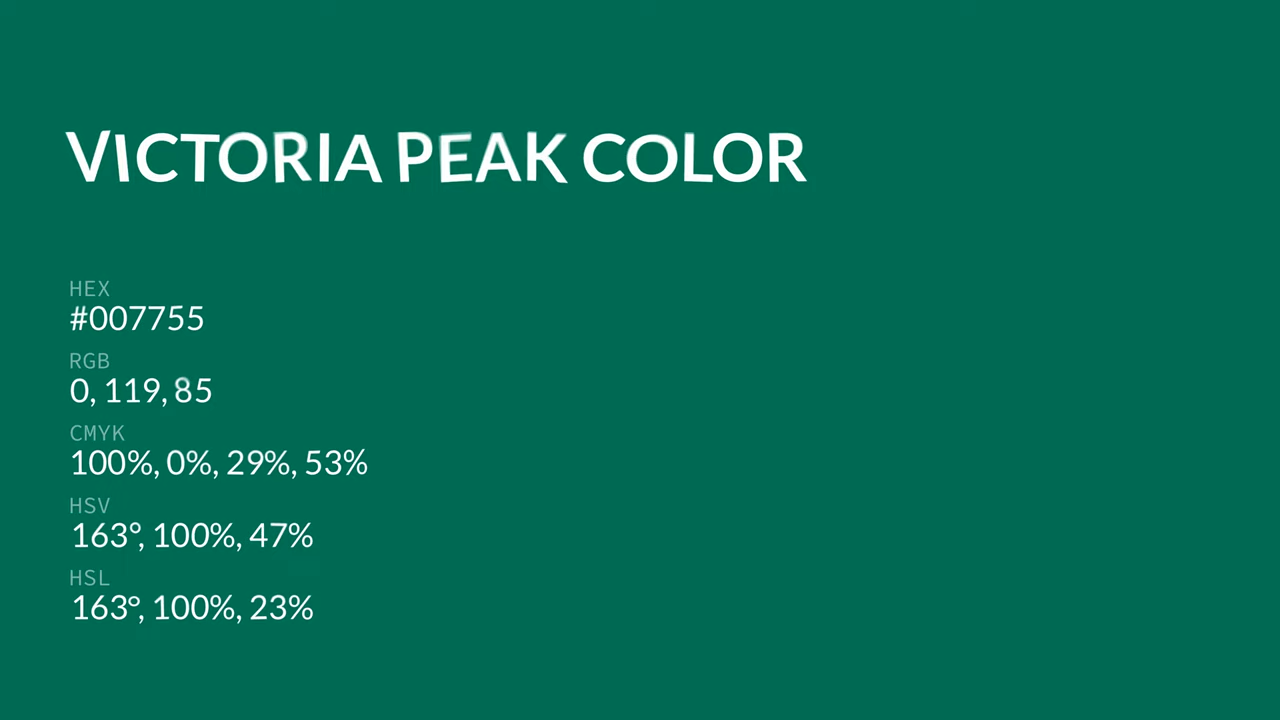 VICTORIA PEAK COLOR
HEX
#007755
RGB
0, 119, 85
CMYK
100%, 0%, 29%, 53%
HSV
163°, 100%, 47%
HSL
163°, 100%, 23%